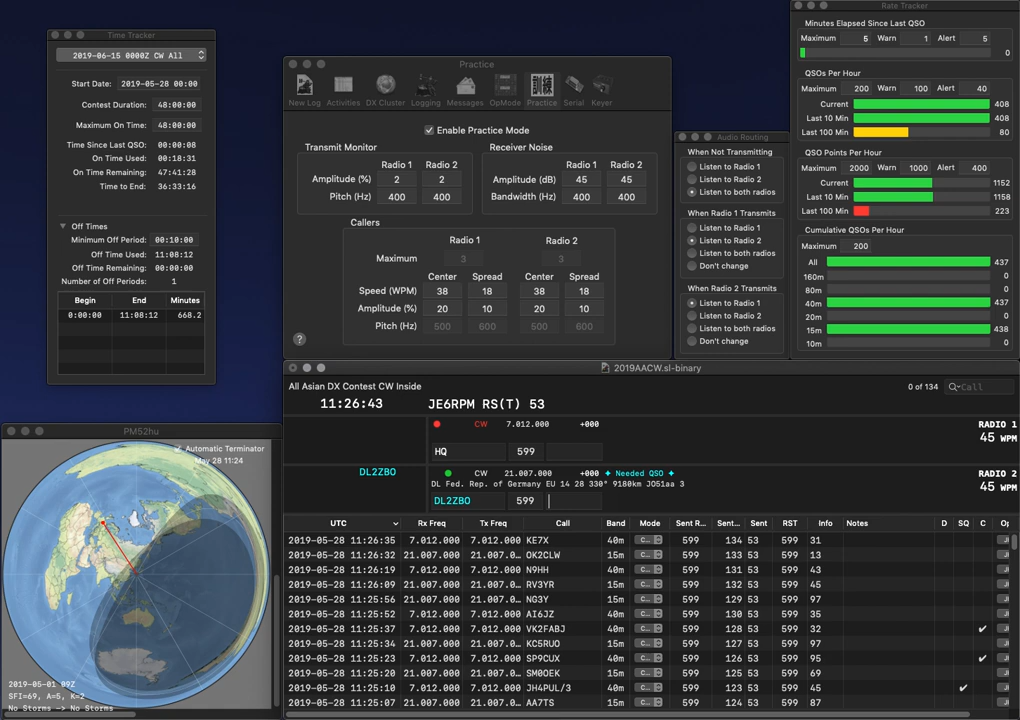 Time Tracker
2019-06-15 0000Z CW All
Start Date: 2019-05-28 00:00
Contest Duration: 48:00:00
Maximum On Time: 48:00:00
Time Since Last QSO: 00:00:08
On Time Used: 00:18:31
On Time Remaining: 47:41:28
Time to End: 36:33:16
Off Times
Minimum Off Period: 00:10:00
Off Time Used: 11:08:12
Off Time Remaining: 00:00:00
Number of Off Periods: 1
Begin End Minutes
0:00:00 11:08:12 668.2
Practice
New Log Activities DX Cluster Logging Messages OpMode Practice Serial Keyer
訓練
Enable Practice Mode
Transmit Monitor Receiver Noise
Radio 1 Radio 2 Radio 1 Radio 2
Amplitude (%) 2 2 Amplitude (dB) 45 45
Pitch (Hz) 400 400 Bandwidth (Hz) 400 400
Callers
Radio 1 Radio 2
Maximum 3 3
Center Spread Center Spread
Speed (WPM) 38 18 38 18
Amplitude (%) 20 10 20 10
Pitch (Hz) 500 600 500 600
?
Audio Routing
When Not Transmitting
Listen to Radio 1
Listen to Radio 2
Listen to both radios
When Radio 1 Transmits
Listen to Radio 1
Listen to Radio 2
Listen to both radios
Don't change
When Radio 2 Transmits
Listen to Radio 1
Listen to Radio 2
Listen to both radios
Don't change
Rate Tracker
Minutes Elapsed Since Last QSO
Maximum 5 Warn 1 Alert 5
0
QSOs Per Hour
Maximum 200 Warn 100 Alert 40
Current 408
Last 10 Min 408
Last 100 Min 80
QSO Points Per Hour
Maximum 2000 Warn 1000 Alert 400
Current 1152
Last 10 Min 1158
Last 100 Min 223
Cumulative QSOs Per Hour
Maximum 200
All 437
160m 0
80m 0
40m 437
20m 0
15m 438
10m 0
PM52hu
Automatic Terminator
May 28 11:24
2019-05-01 09Z
SFI=69, A=5, K=2
No Storms -> No Storms
2019AACW.sl-binary
All Asian DX Contest CW Inside 0 of 134 Call
11:26:43 JE6RPM RS(T) 53
CW 7.012.000 +000 RADIO 1
45 WPM
HQ 599
DL2ZBO CW 21.007.000 +000 ✦ Needed QSO ✦ RADIO 2
DL Fed. Rep. of Germany EU 14 28 330° 9180km JO51aa 3 45 WPM
DL2ZBO 599
UTC Rx Freq Tx Freq Call Band Mode Sent R... Sent... Sent RST Info Notes D SQ C Op
2019-05-28 11:26:35 7.012.000 7.012.000 KE7X 40m C... 599 134 53 599 31
2019-05-28 11:26:32 21.007.000 21.007.0… OK2CLW 15m C... 599 133 53 599 13
2019-05-28 11:26:19 7.012.000 7.012.000 N9HH 40m C... 599 131 53 599 43
2019-05-28 11:26:09 21.007.000 21.007.0… RV3YR 15m C... 599 132 53 599 45
2019-05-28 11:25:56 21.007.000 21.007.0… NG3Y 15m C... 599 129 53 599 97
2019-05-28 11:25:52 7.012.000 7.012.000 AI6JZ 40m C... 599 130 53 599 35
2019-05-28 11:25:37 7.012.000 7.012.000 VK2FABJ 40m C... 599 128 53 599 32 ✔
2019-05-28 11:25:34 21.007.000 21.007.0… KC5RUO 15m C... 599 127 53 599 97
2019-05-28 11:25:23 7.012.000 7.012.000 SP9CUX 40m C... 599 126 53 599 95 ✔
2019-05-28 11:25:20 21.007.000 21.007.0… SM0OEK 15m C... 599 125 53 599 69
2019-05-28 11:25:10 7.012.000 7.012.000 JH4PUL/3 40m C... 599 123 53 599 45 ✔
2019-05-28 11:25:07 21.007.000 21.007.0… AA7TS 15m C... 599 124 53 599 87